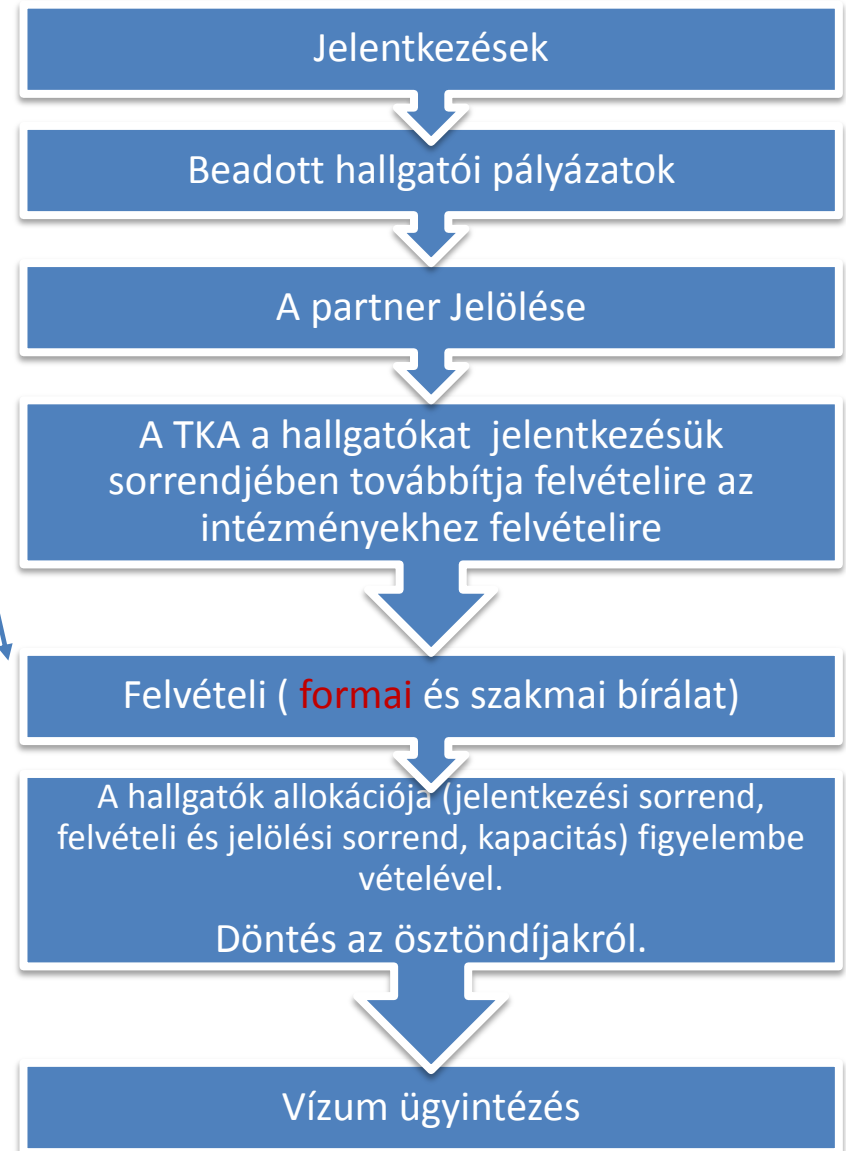 Jelentkezések
Beadott hallgatói pályázatok
A partner Jelölése
A TKA a hallgatókat jelentkezésük
sorrendjében továbbítja felvételire az
intézményekhez felvételire
Felvételi ( formai és szakmai bírálat)
A hallgatók allokációja (jelentkezési sorrend,
felvételi és jelölési sorrend, kapacitás) figyelembe
vételével.
Döntés az ösztöndíjakról.
Vízum ügyintézés